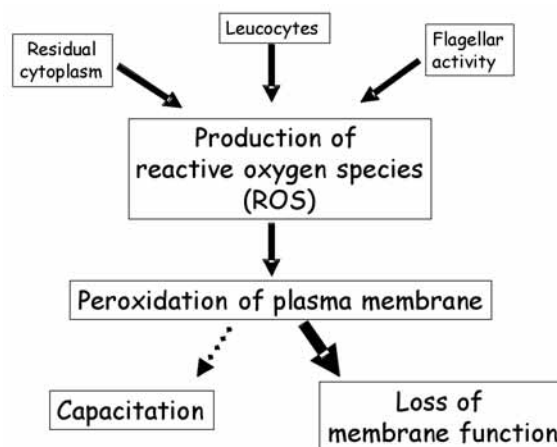 Residual
cytoplasm
Leucocytes
Flagellar
activity
Production of
reactive oxygen species
(ROS)
Peroxidation of plasma membrane
Capacitation
Loss of
membrane function